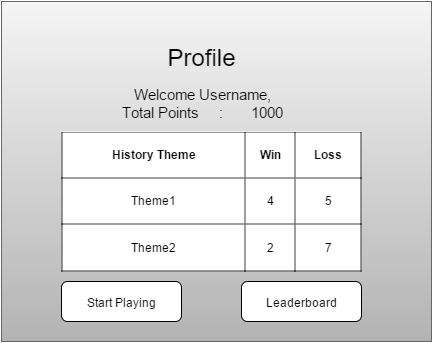 Profile
Welcome Username,
Total Points : 1000
History Theme Win Loss
Theme1 4 5
Theme2 2 7
Start Playing Leaderboard